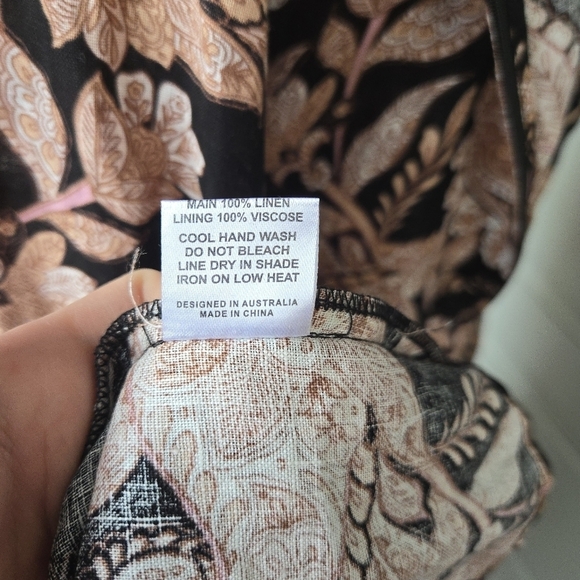 MAIN 100% LINEN
LINING 100% VISCOSE
COOL HAND WASH
DO NOT BLEACH
LINE DRY IN SHADE
IRON ON LOW HEAT
DESIGNED IN AUSTRALIA
MADE IN CHINA